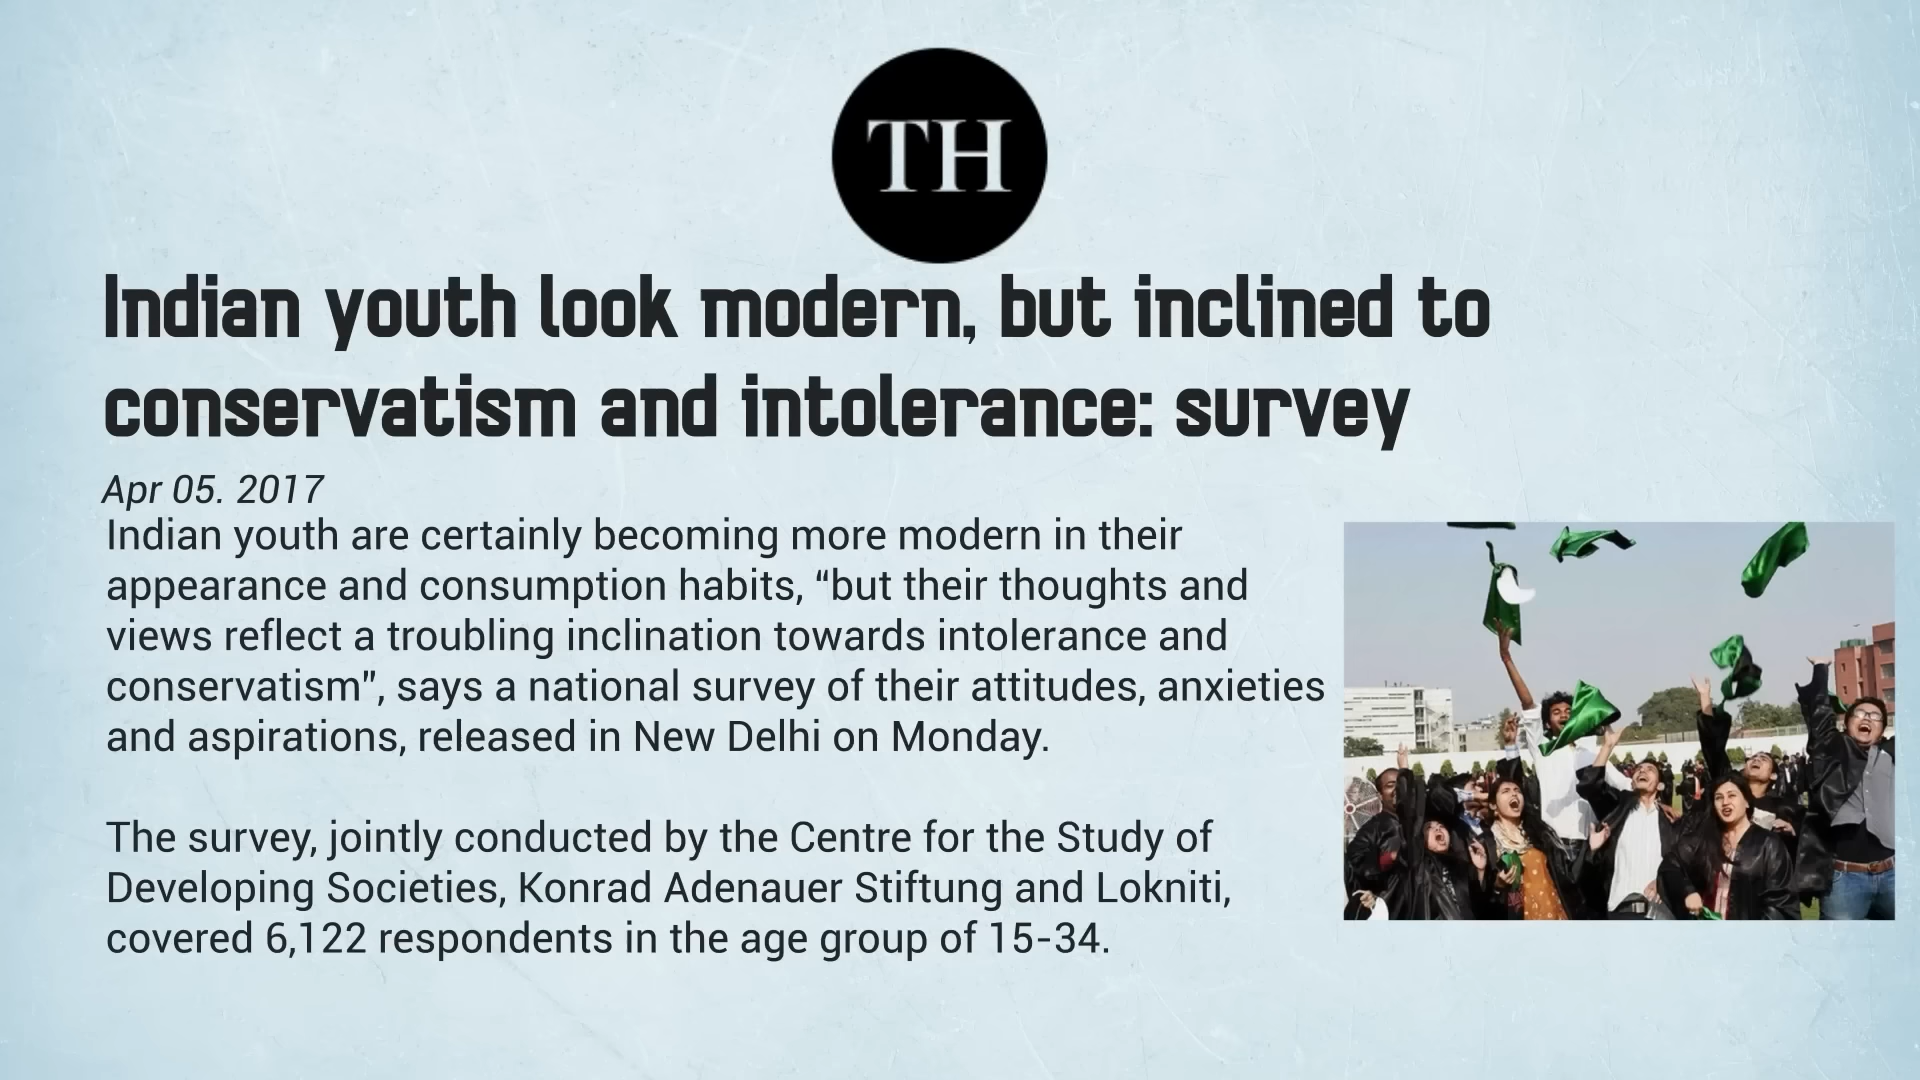 TH
Indian youth look modern, but inclined to
conservatism and intolerance: survey
Apr 05. 2017
Indian youth are certainly becoming more modern in their
appearance and consumption habits, “but their thoughts and
views reflect a troubling inclination towards intolerance and
conservatism”, says a national survey of their attitudes, anxieties
and aspirations, released in New Delhi on Monday.
The survey, jointly conducted by the Centre for the Study of
Developing Societies, Konrad Adenauer Stiftung and Lokniti,
covered 6,122 respondents in the age group of 15-34.